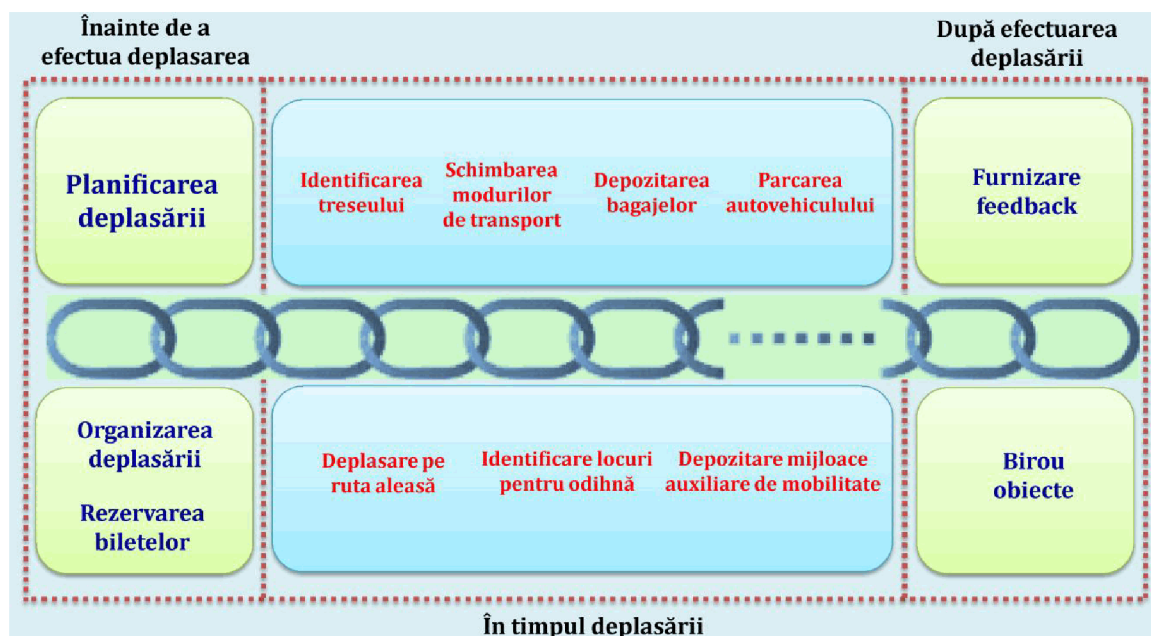 Înainte de a
efectua deplasarea
După efectuarea
deplasării
Planificarea
deplasării
Identificarea
treseului
Schimbarea
modurilor
de transport
Depozitarea
bagajelor
Parcarea
autovehiculului
Furnizare
feedback
Organizarea
deplasării
Rezervarea
biletelor
Deplasare pe
ruta aleasă
Identificare locuri
pentru odihnă
Depozitare mijloace
auxiliare de mobilitate
Birou
obiecte
În timpul deplasării